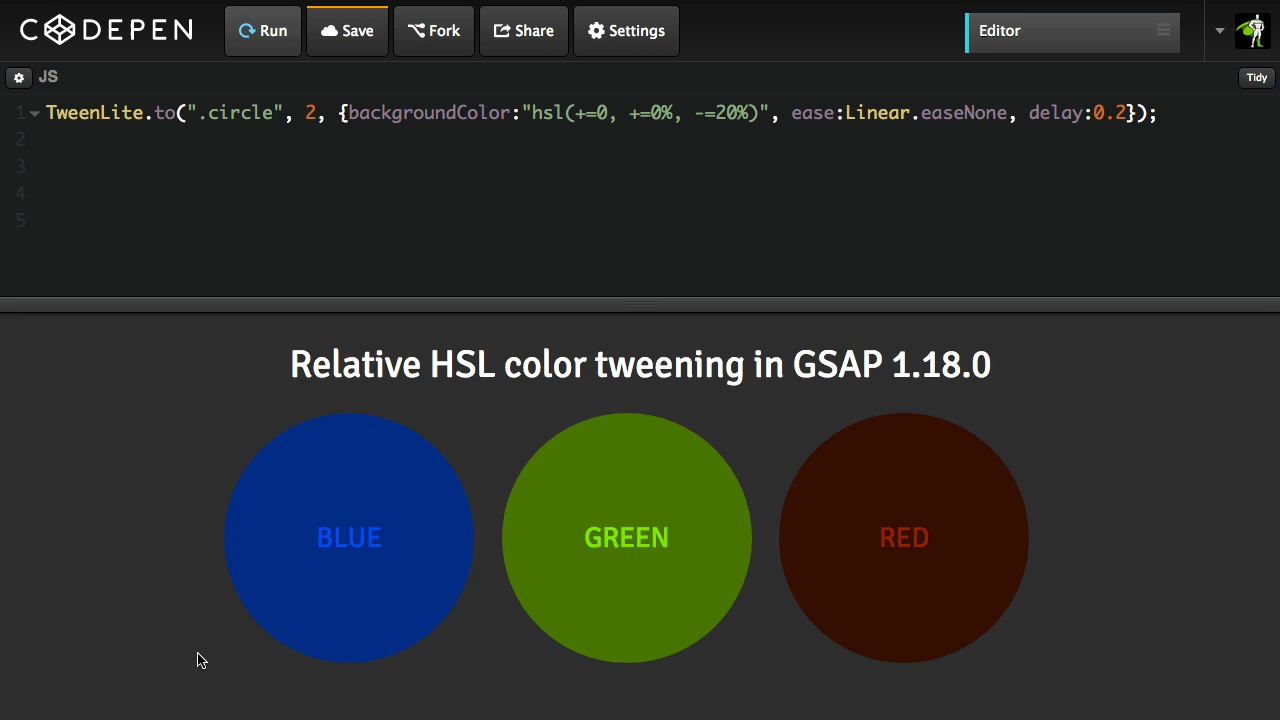 CODEPEN Run Save Fork Share Settings Editor
JS Tidy
1 TweenLite.to(".circle", 2, {backgroundColor:"hsl(+=0, +=0%, -=20%)", ease:Linear.easeNone, delay:0.2});
2
3
4
5
Relative HSL color tweening in GSAP 1.18.0
BLUE GREEN RED